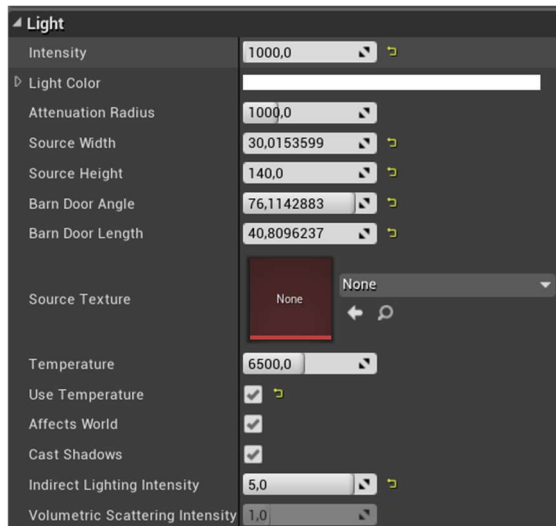 Light
Intensity 1000,0
Light Color
Attenuation Radius 1000,0
Source Width 30,0153599
Source Height 140,0
Barn Door Angle 76,1142883
Barn Door Length 40,8096237
None
Source Texture None
Temperature 6500,0
Use Temperature
Affects World
Cast Shadows
Indirect Lighting Intensity 5,0
Volumetric Scattering Intensity 1,0